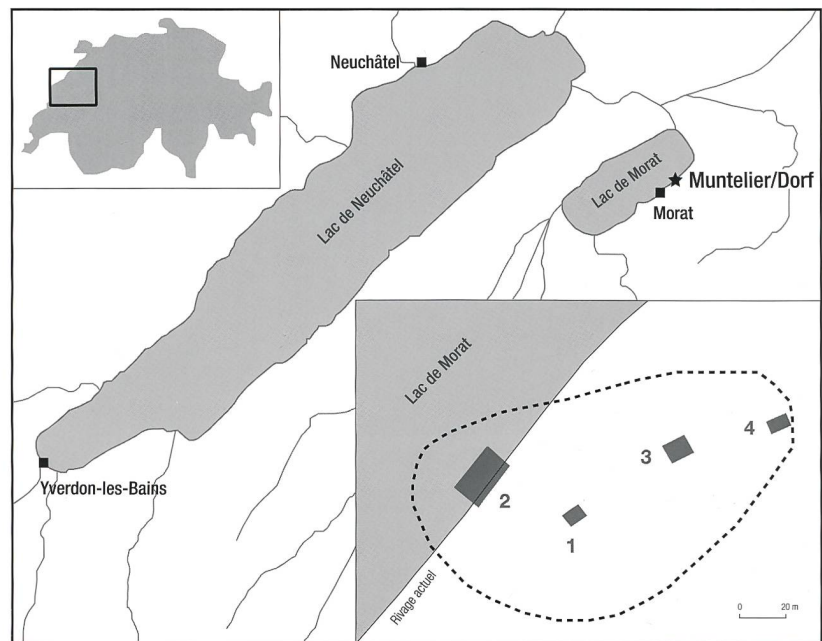 Neuchâtel
Lac de Neuchâtel
Lac de Morat
Muntelier/Dorf
Morat
Yverdon-les-Bains
Lac de Morat
4
3
2
1
Rivage actuel
0 20 m